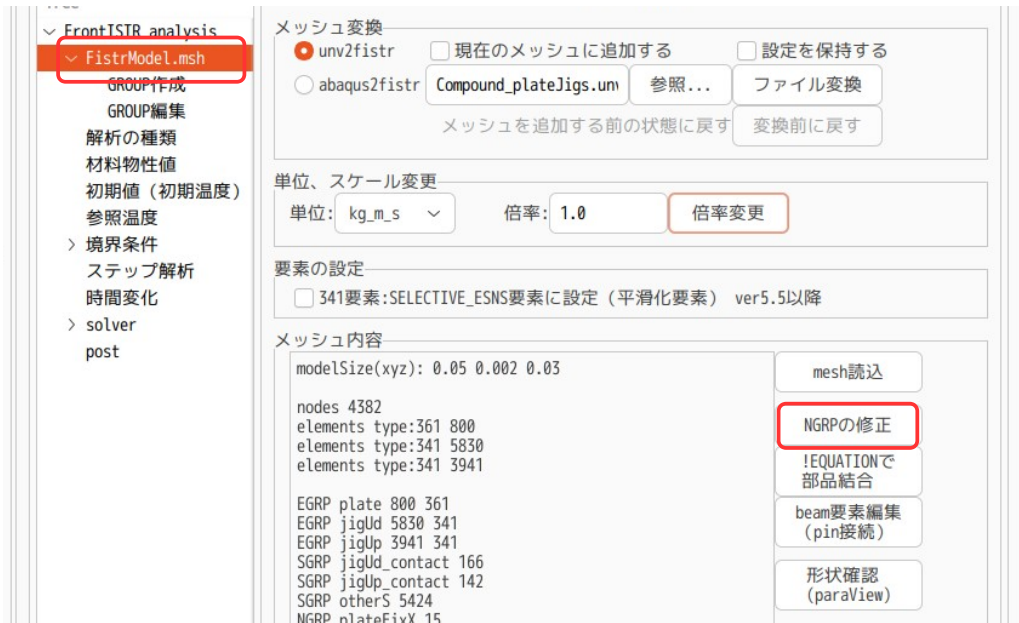 FrontISTR analysis
FistrModel.msh
GROUP作成
GROUP編集
解析の種類
材料物性値
初期値（初期温度）
参照温度
境界条件
ステップ解析
時間変化
solver
post
メッシュ変換
unv2fistr 現在のメッシュに追加する 設定を保持する
abaqus2fistr Compound_plateJigs.unv 参照... ファイル変換
メッシュを追加する前の状態に戻す 変換前に戻す
単位、スケール変更
単位: kg_m_s 倍率: 1.0 倍率変更
要素の設定
341要素:SELECTIVE_ESNS要素に設定（平滑化要素） ver5.5以降
メッシュ内容
modelSize(xyz): 0.05 0.002 0.03
nodes 4382
elements type:361 800
elements type:341 5830
elements type:341 3941
EGRP plate 800 361
EGRP jigUd 5830 341
EGRP jigUp 3941 341
SGRP jigUd_contact 166
SGRP jigUp_contact 142
SGRP otherS 5424
NGRP plateFixX 15
mesh読込
NGRPの修正
!EQUATIONで
部品結合
beam要素編集
(pin接続)
形状確認
(paraView)